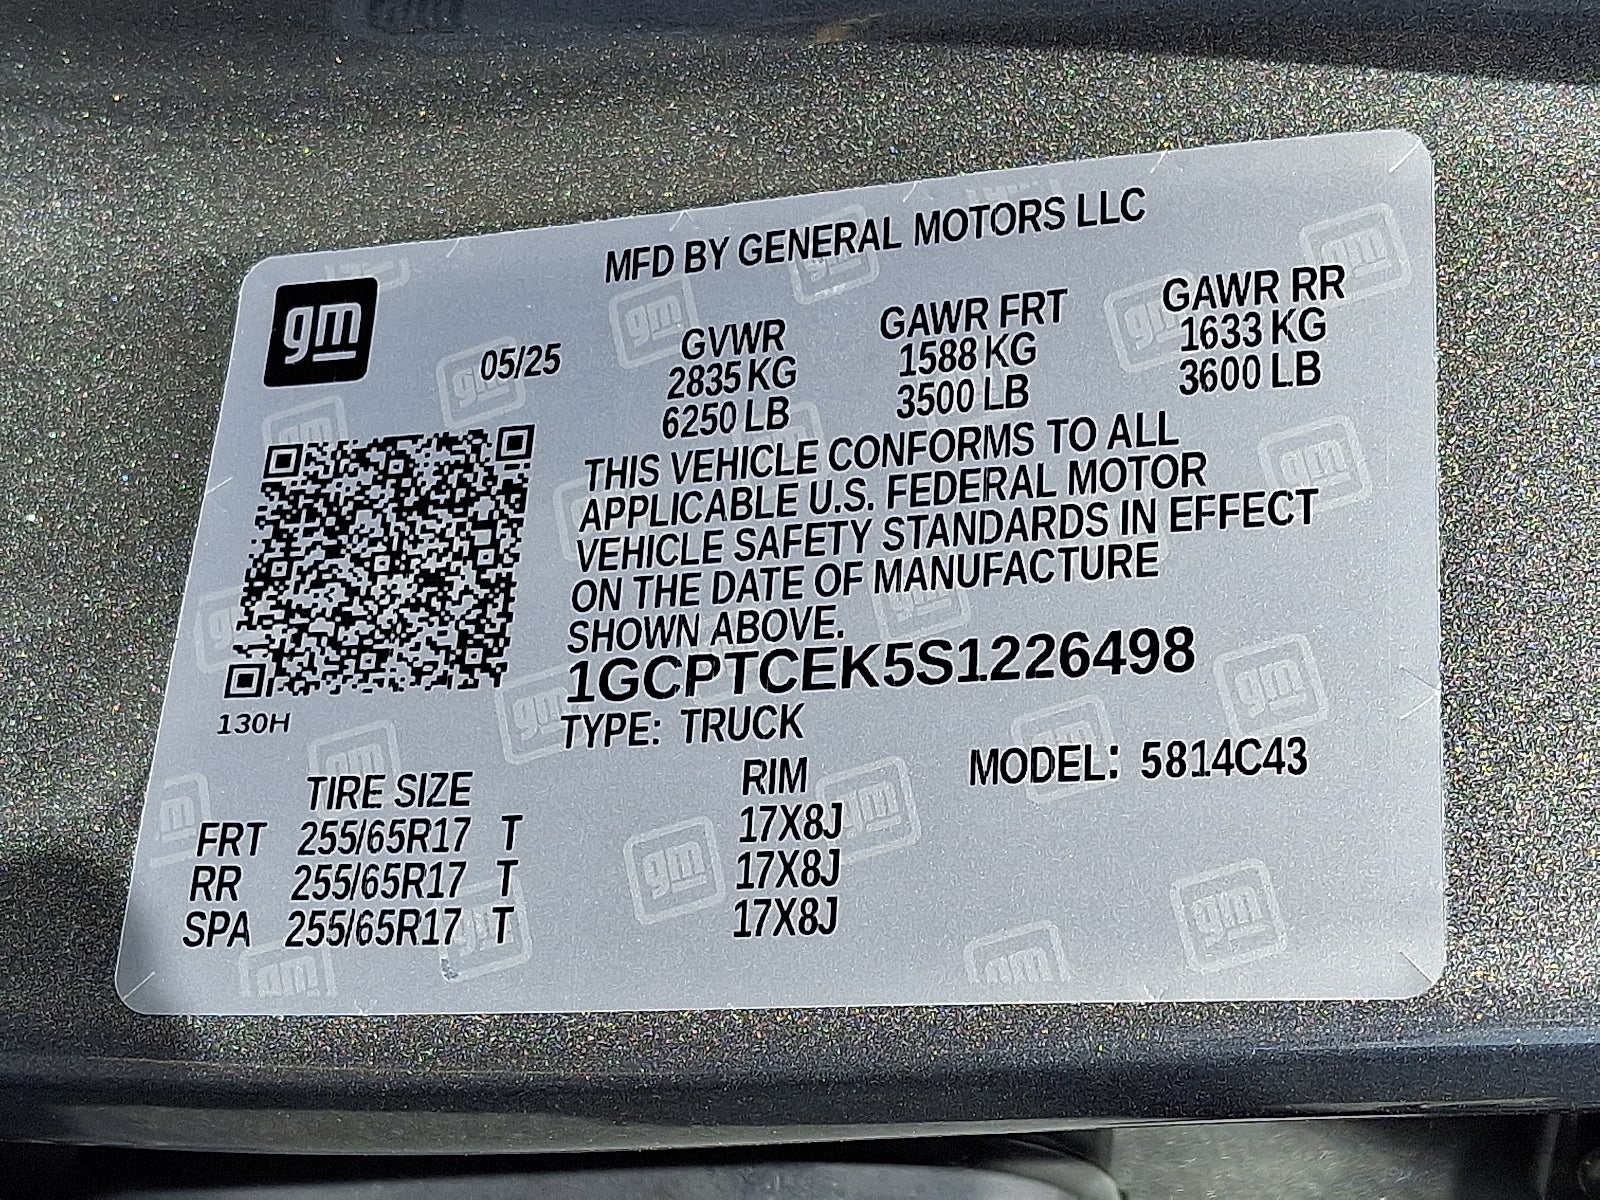 MFD BY GENERAL MOTORS LLC
gm
05/25
GVWR GAWR FRT GAWR RR
2835 KG 1588 KG 1633 KG
6250 LB 3500 LB 3600 LB
THIS VEHICLE CONFORMS TO ALL
APPLICABLE U.S. FEDERAL MOTOR
VEHICLE SAFETY STANDARDS IN EFFECT
ON THE DATE OF MANUFACTURE
SHOWN ABOVE.
1GCPTCEK5S1226498
130H
TYPE: TRUCK
MODEL: 5814C43
TIRE SIZE RIM
FRT 255/65R17 T 17X8J
RR 255/65R17 T 17X8J
SPA 255/65R17 T 17X8J